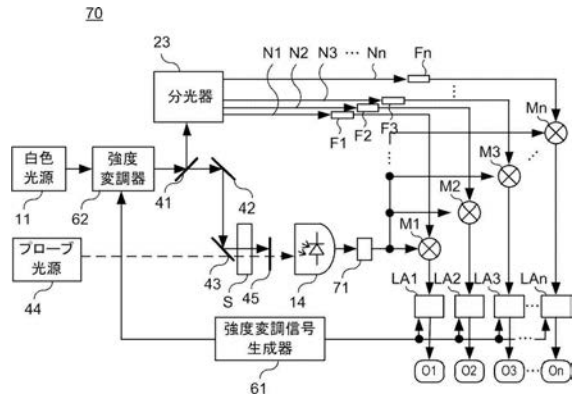 70
23
N1 N2 N3 … Nn
Fn
分光器
F1
F2
F3
Mn
M3
M2
M1
白色光源
11
強度
変調器
62
41
42
プローブ
光源
44
43
S
45
14
71
LA1
LA2
LA3
LAn
強度変調信号
生成器
61
O1
O2
O3
On